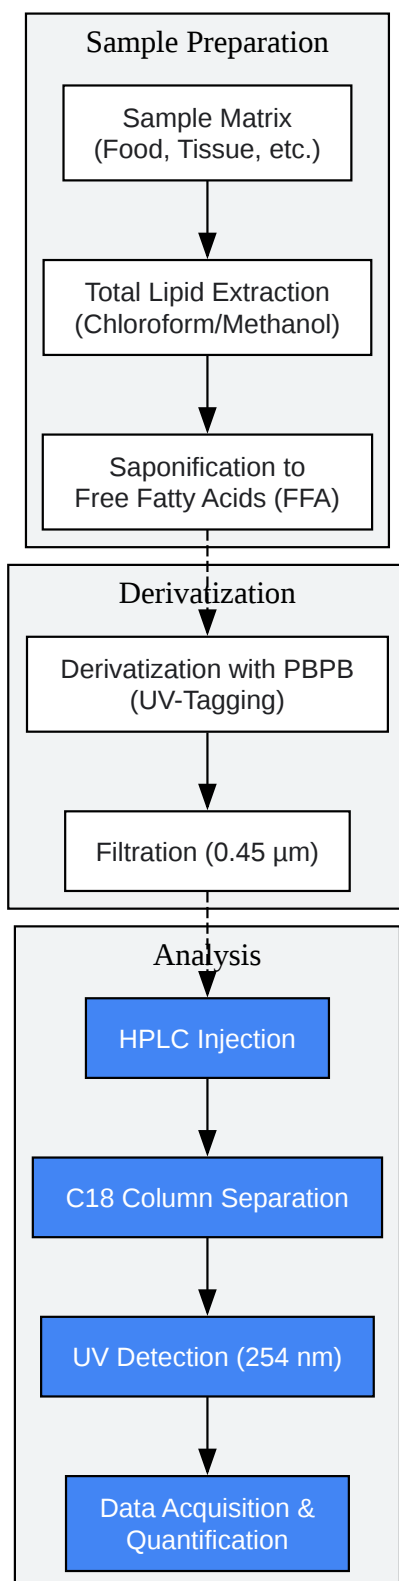 Sample Preparation
Sample Matrix
(Food, Tissue, etc.)
Total Lipid Extraction
(Chloroform/Methanol)
Saponification to
Free Fatty Acids (FFA)
Derivatization
Derivatization with PBPB
(UV-Tagging)
Filtration (0.45 µm)
Analysis
HPLC Injection
C18 Column Separation
UV Detection (254 nm)
Data Acquisition &
Quantification